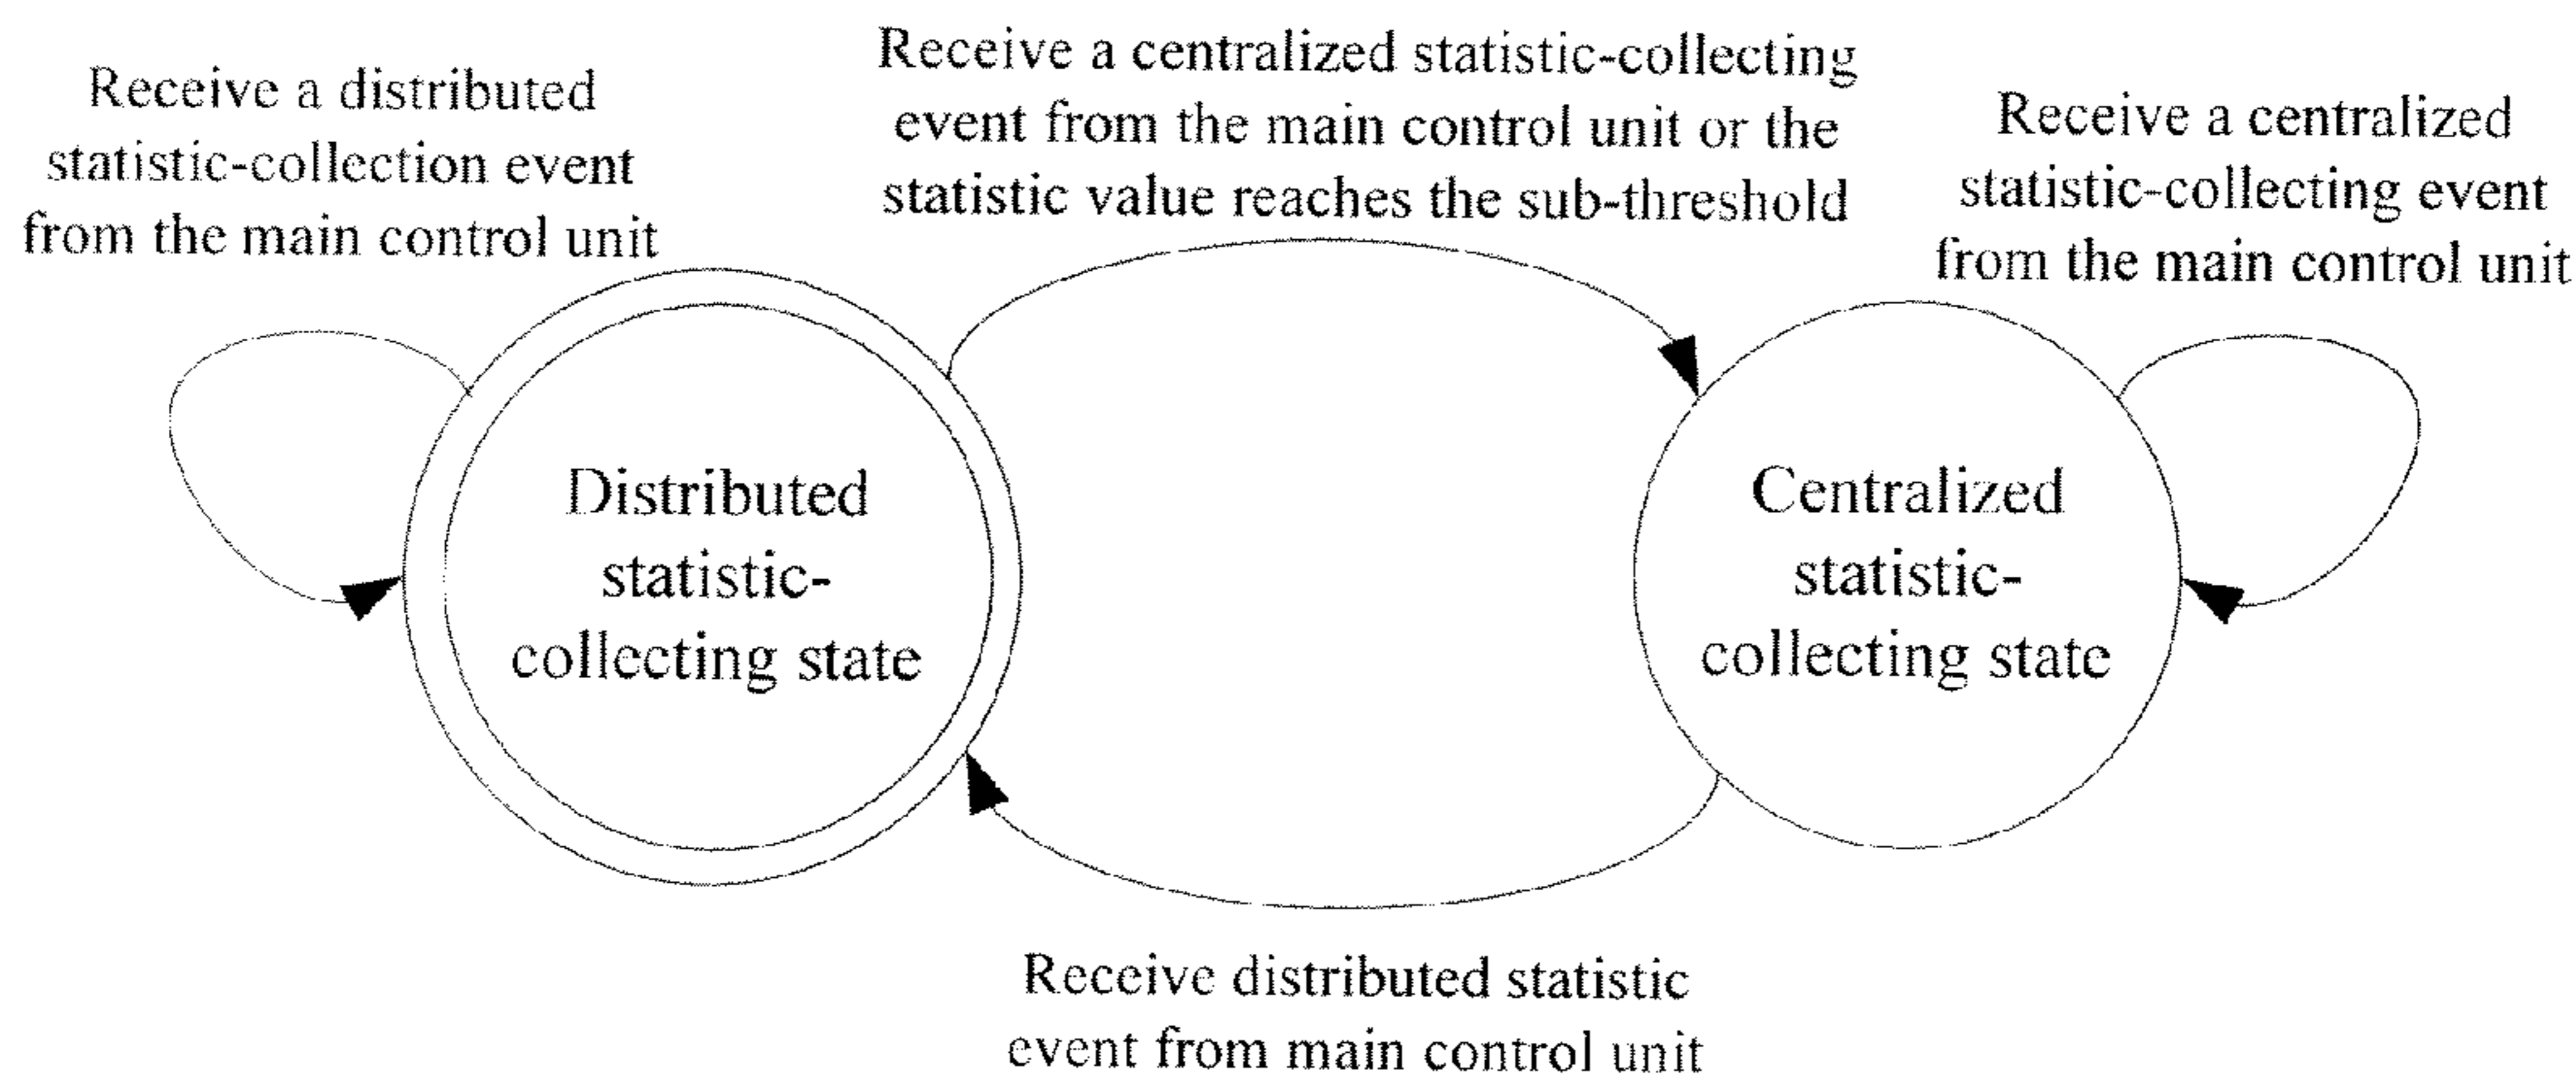 Receive a distributed
statistic-collection event
from the main control unit
Receive a centralized statistic-collecting
event from the main control unit or the
statistic value reaches the sub-threshold
Receive a centralized
statistic-collecting event
from the main control unit
Distributed
statistic-
collecting state
Centralized
statistic-
collecting state
Receive distributed statistic
event from main control unit